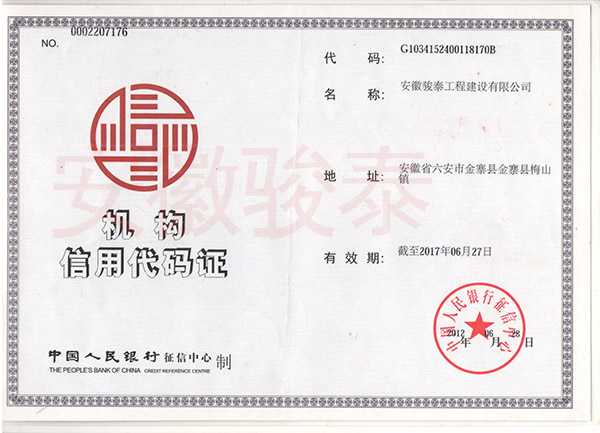 NO. 0002207176
机构
信用代码证
中国人民银行征信中心 制
THE PEOPLE'S BANK OF CHINA CREDIT REFERENCE CENTRE
代 码: G1034152400118170B
名 称: 安徽骏泰工程建设有限公司
地 址: 安徽省六安市金寨县金寨县梅山
镇
有 效 期: 截至2017年06月27日
中国人民银行征信中心
2012 06 28
年 月 日
安徽骏泰